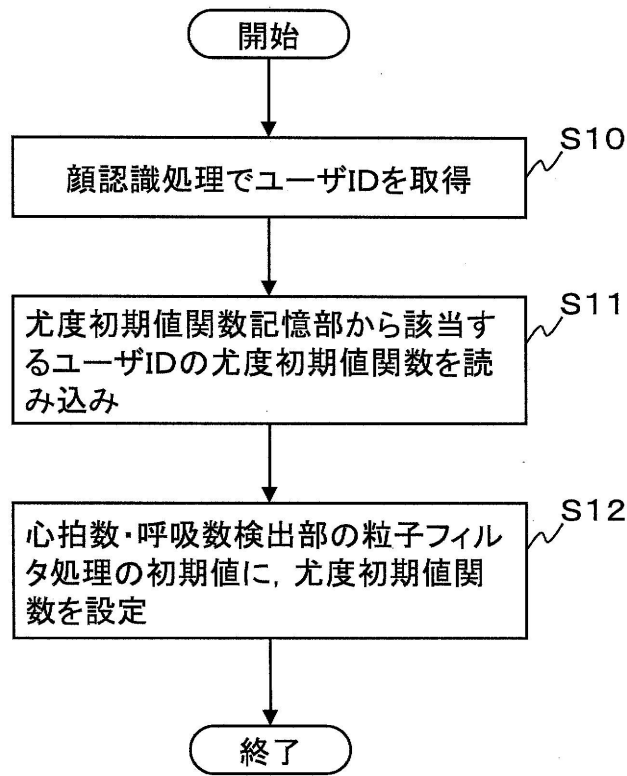 開始
S10
顔認識処理でユーザIDを取得
S11
尤度初期値関数記憶部から該当す
るユーザIDの尤度初期値関数を読
み込み
S12
心拍数・呼吸数検出部の粒子フィル
タ処理の初期値に,尤度初期値関
数を設定
終了